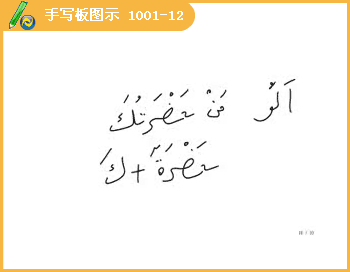 手写板图示 1001-12
اَلُو مَنْ حَضْرَتُكَ
حَضْرَة + كَ